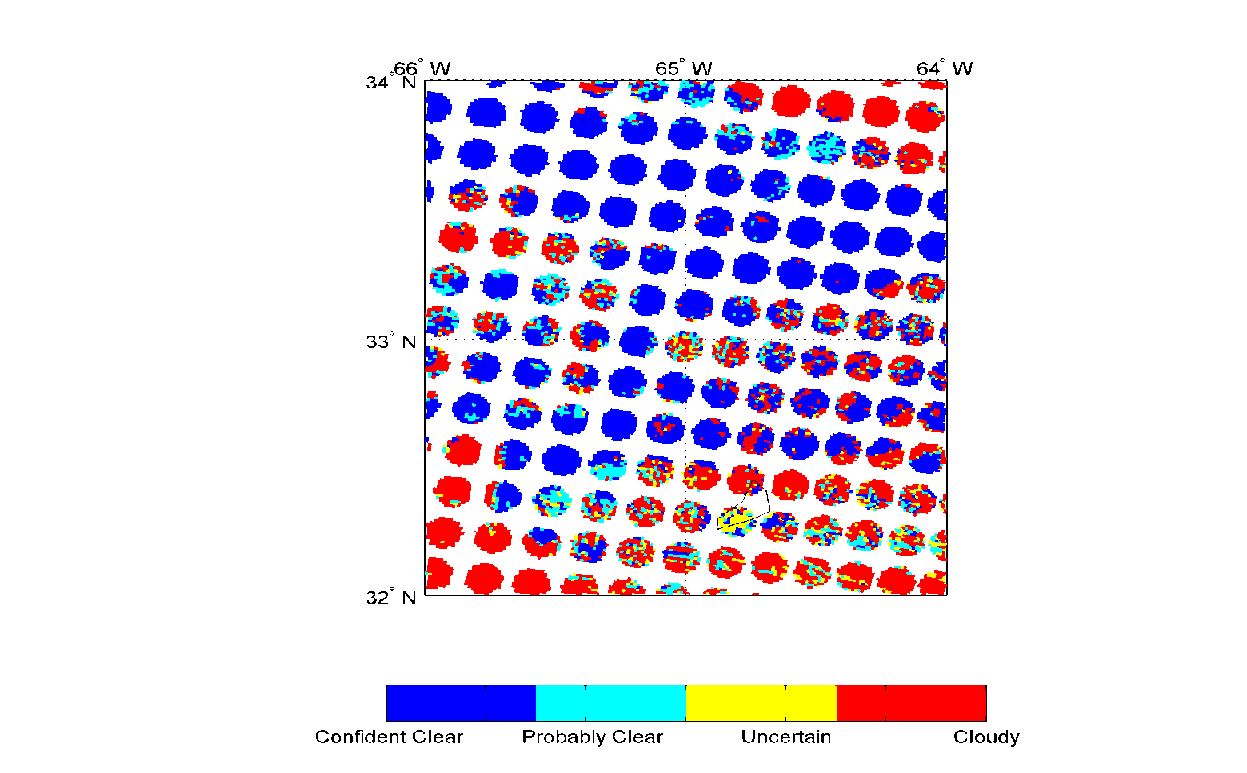 66° W 65° W 64° W
34° N
33° N
32° N
Confident Clear Probably Clear Uncertain Cloudy